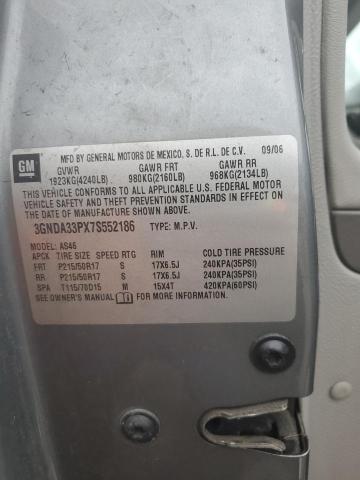 GM
MFD BY GENERAL MOTORS DE MEXICO, S. DE R.L. DE C.V. 09/06
GVWR GAWR FRT GAWR RR
1923KG(4240LB) 980KG(2160LB) 968KG(2134LB)
THIS VEHICLE CONFORMS TO ALL APPLICABLE U.S. FEDERAL MOTOR
VEHICLE SAFETY AND THEFT PREVENTION STANDARDS IN EFFECT
ON THE DATE OF MANUFACTURE SHOWN ABOVE.
3GNDA33PX7S552186 TYPE: M.P.V.
MODEL: AS46
APCK TIRE SIZE SPEED RTG RIM COLD TIRE PRESSURE
FRT P215/50R17 S 17X6.5J 240KPA(35PSI)
RR P215/50R17 S 17X6.5J 240KPA(35PSI)
SPA T115/70D15 M 15X4T 420KPA(60PSI)
SEE OWNER'S MANUAL FOR MORE INFORMATION.